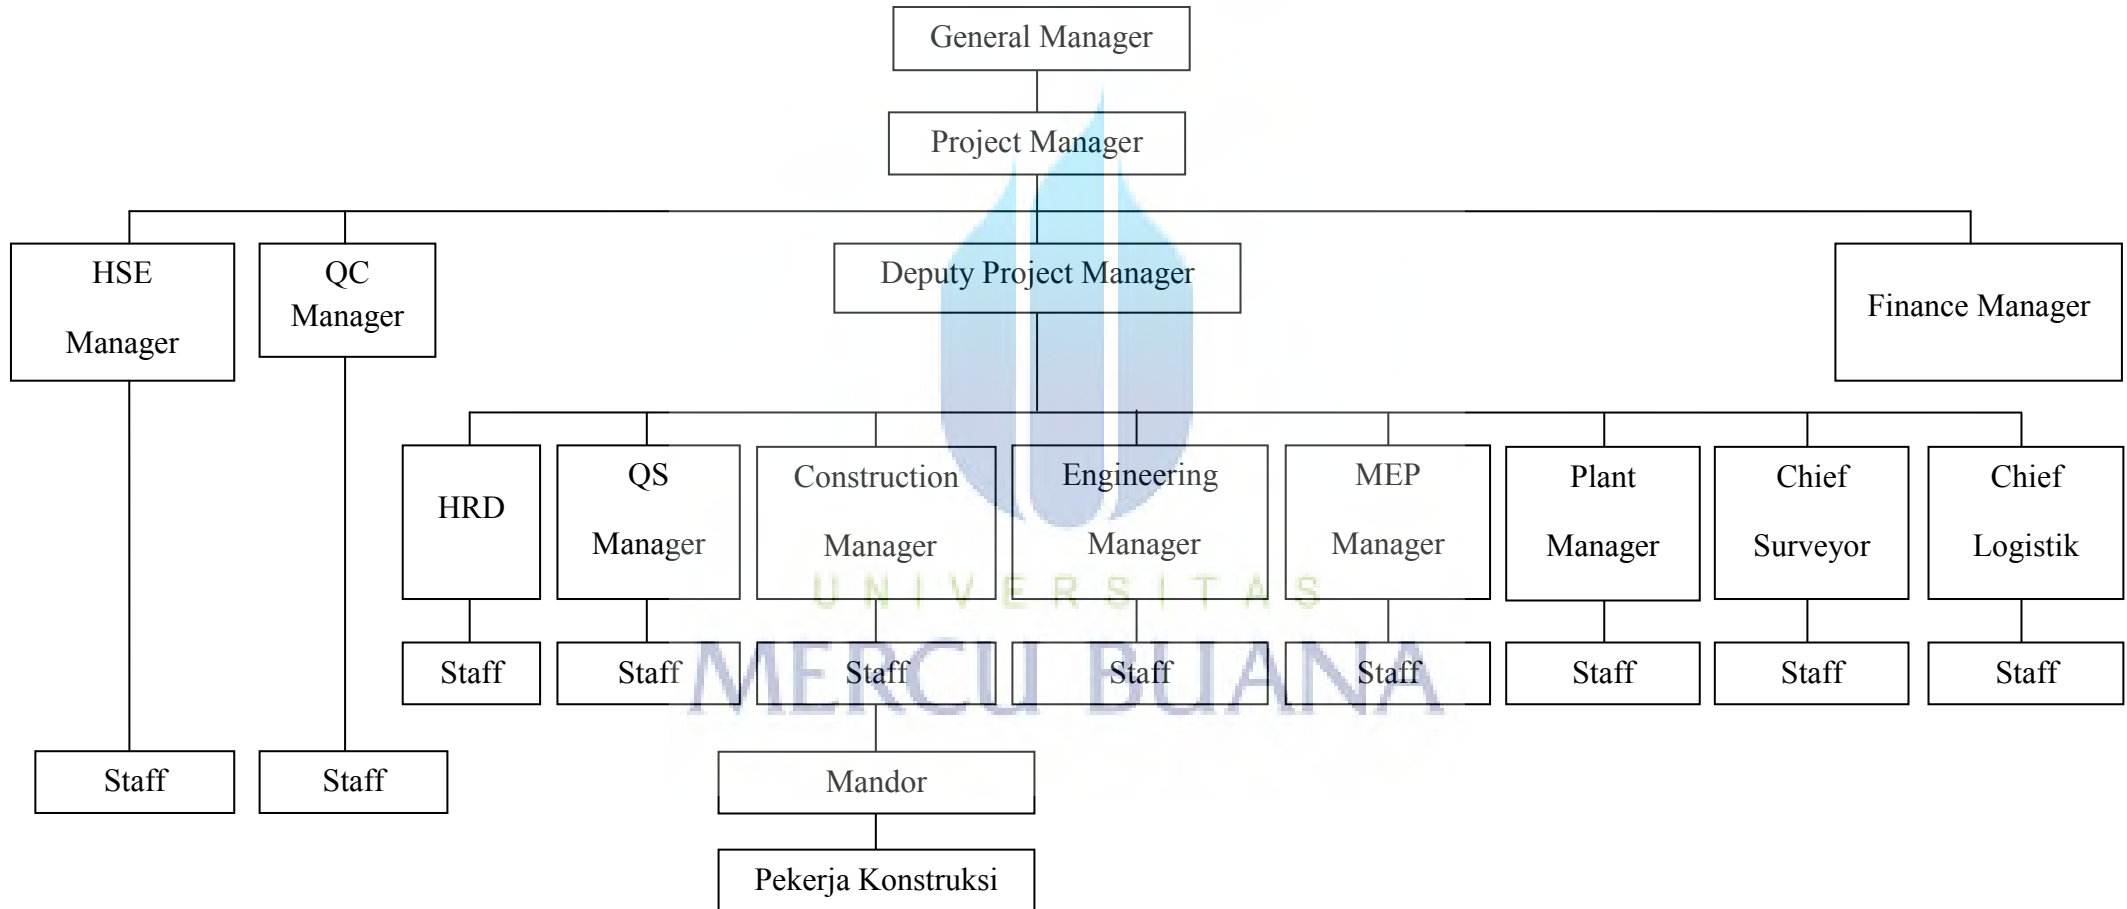 General Manager
Project Manager
HSE
Manager
QC
Manager
Deputy Project Manager
Finance Manager
HRD
QS
Manager
Construction
Manager
Engineering
Manager
MEP
Manager
Plant
Manager
Chief
Surveyor
Chief
Logistik
UNIVERSITAS
Staff
Staff
Staff
Staff
Staff
Staff
Staff
Staff
MERCU BUANA
Staff
Staff
Mandor
Pekerja Konstruksi